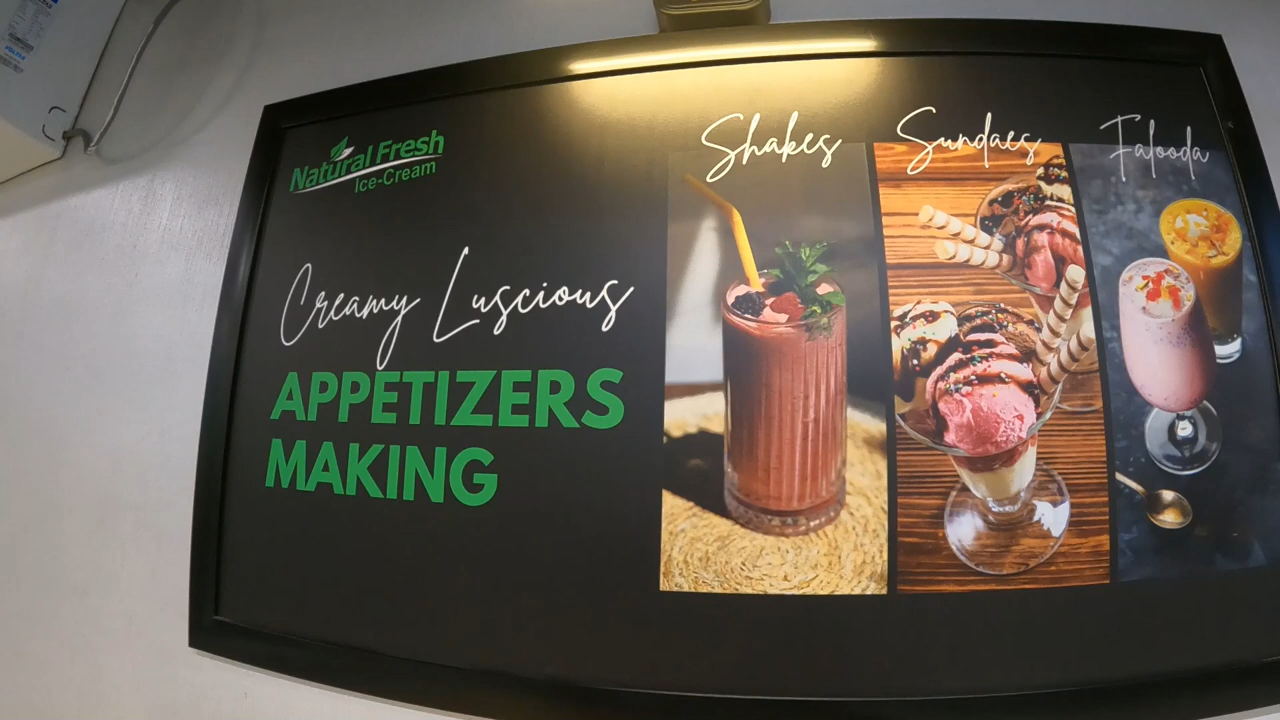 Natural Fresh
Ice-Cream
Creamy Luscious
APPETIZERS
MAKING
Shakes
Sundaes
Falooda